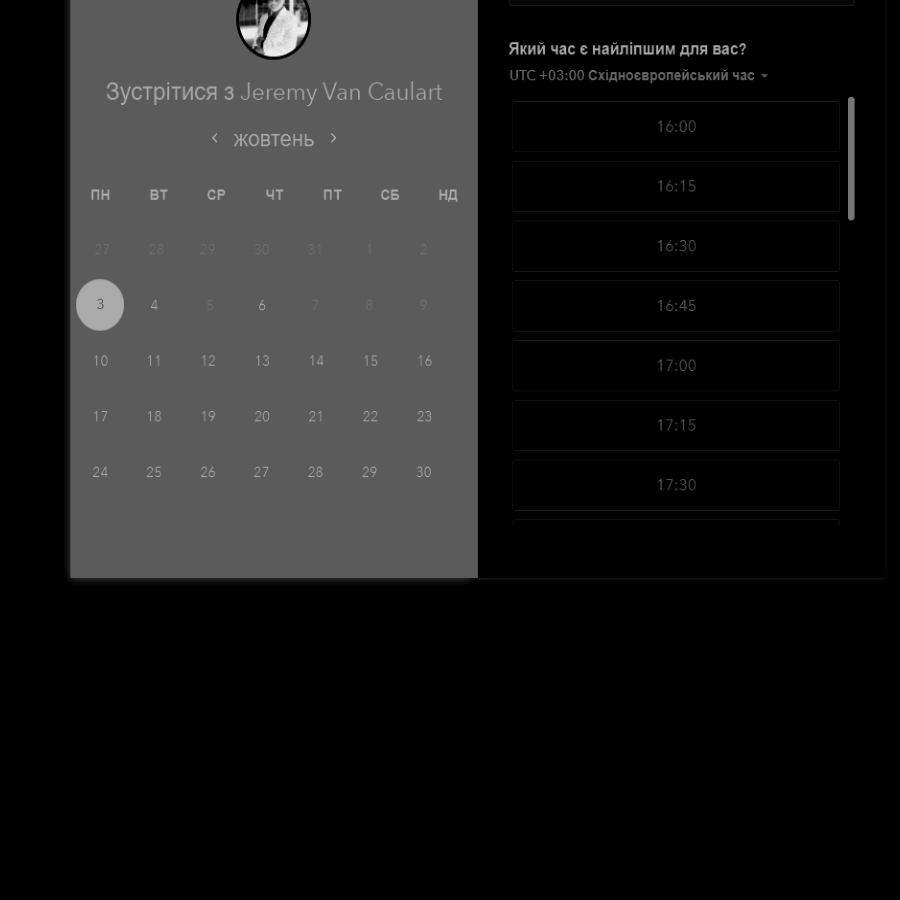 Зустрітися з Jeremy Van Caulart
жовтень
ПН ВТ СР ЧТ ПТ СБ НД
27 28 29 30 31 1 2
3 4 5 6 7 8 9
10 11 12 13 14 15 16
17 18 19 20 21 22 23
24 25 26 27 28 29 30
Який час є найліпшим для вас?
UTC +03:00 Східноєвропейський час
16:00
16:15
16:30
16:45
17:00
17:15
17:30